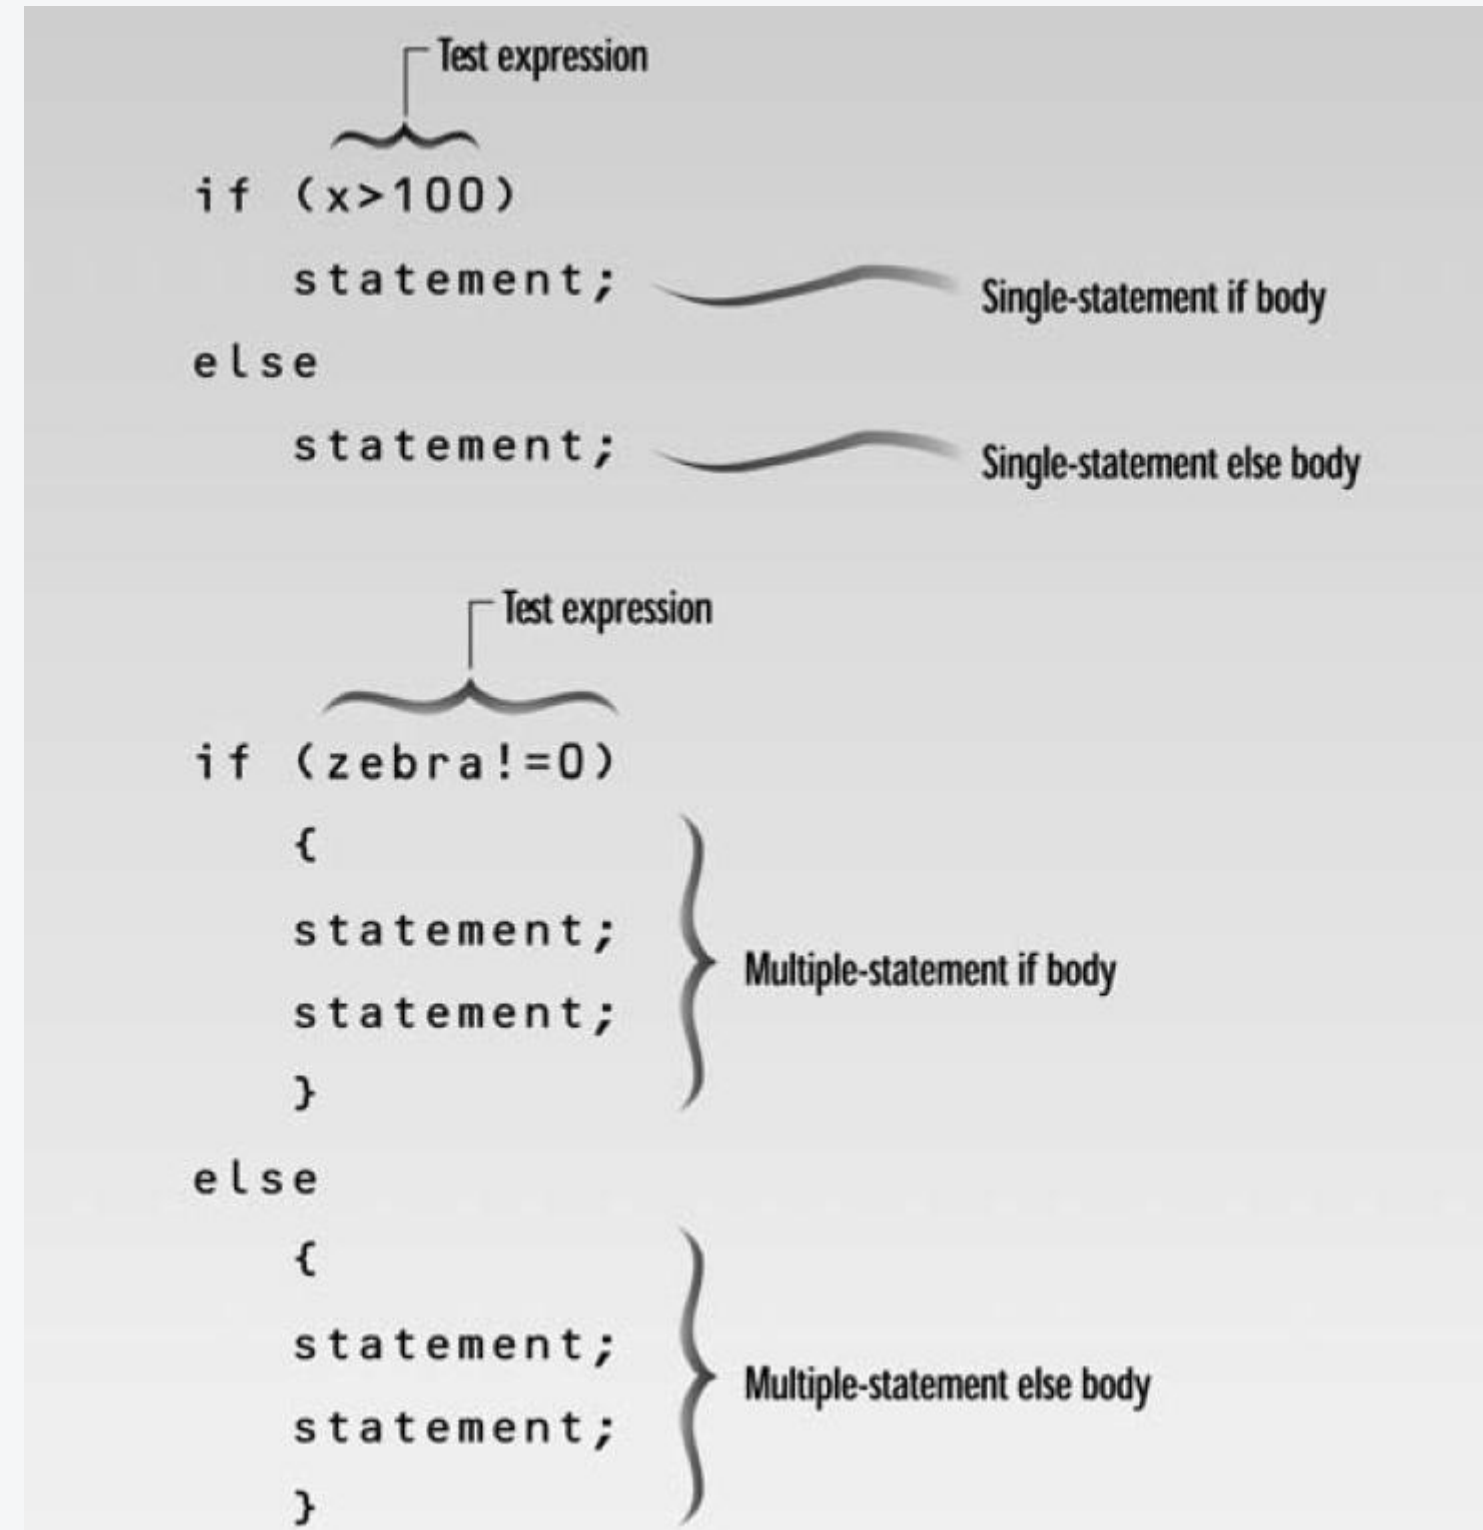 Test expression
if (x>100)
statement; Single-statement if body
else
statement; Single-statement else body
Test expression
if (zebra!=0)
{
statement;
Multiple-statement if body
statement;
}
else
{
statement;
Multiple-statement else body
statement;
}